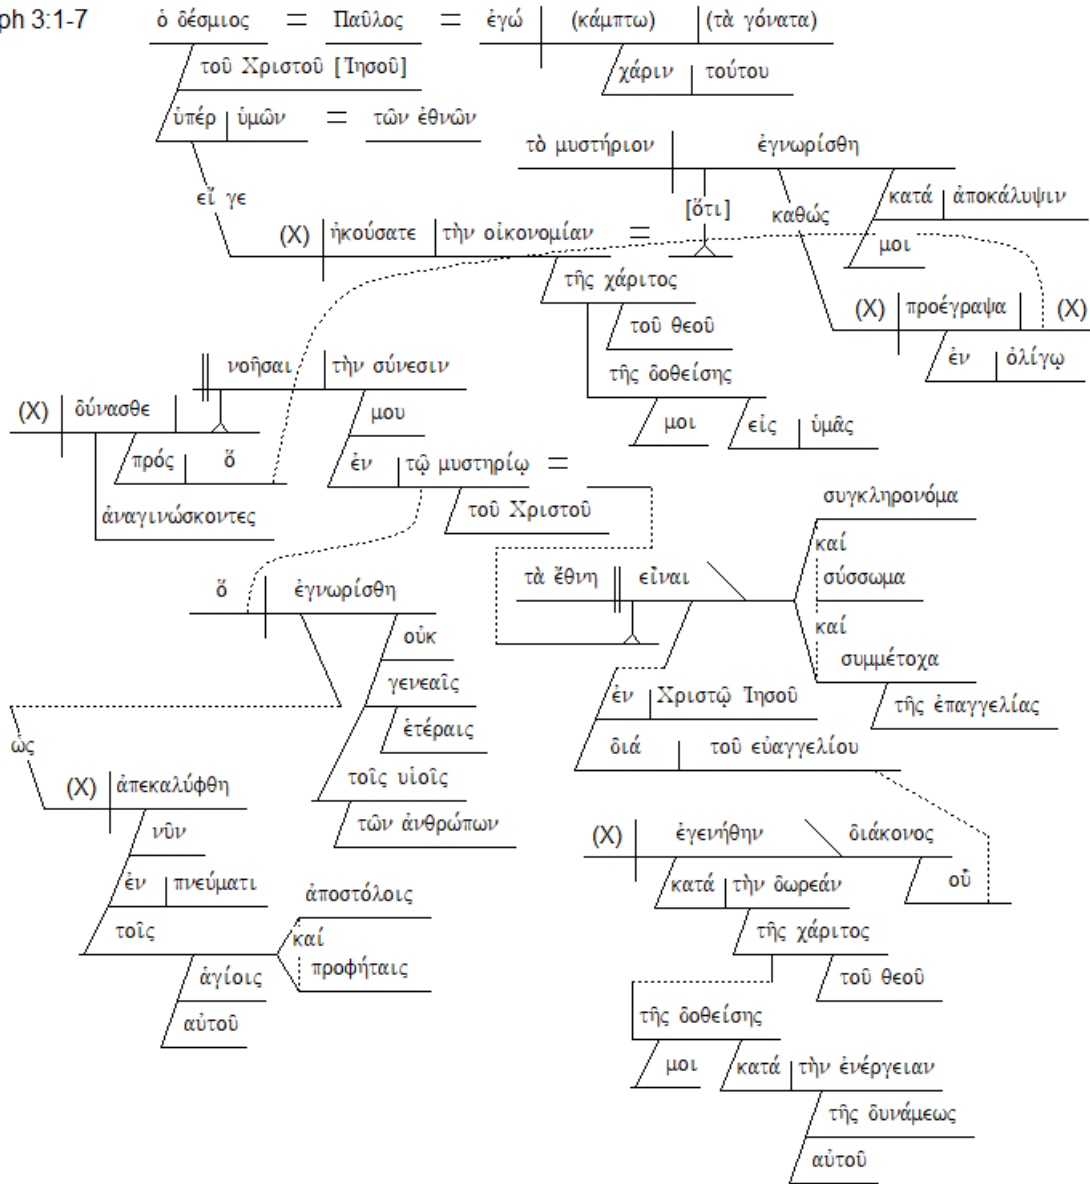 ph 3:1-7
ὁ δέσμιος = Παῦλος = ἐγώ (κάμπτω) (τὰ γόνατα)
τοῦ Χριστοῦ [Ἰησοῦ] χάριν τούτου
ὑπέρ ὑμῶν = τῶν ἐθνῶν
τὸ μυστήριον ἐγνωρίσθη
εἴ γε [ὅτι] καθώς κατά ἀποκάλυψιν
(X) ἠκούσατε τὴν οἰκονομίαν = μοι
τῆς χάριτος
(X) προέγραψα (X)
τοῦ θεοῦ
νοῆσαι τὴν σύνεσιν τῆς δοθείσης ἐν ὀλίγῳ
(X) δύνασθε μου μοι εἰς ὑμᾶς
πρός ὅ ἐν τῷ μυστηρίῳ =
ἀναγινώσκοντες τοῦ Χριστοῦ συγκληρονόμα
καί
ὅ ἐγνωρίσθη τὰ ἔθνη εἶναι σύσσωμα
καί
οὐκ συμμέτοχα
γενεαῖς ἐν Χριστῷ Ἰησοῦ τῆς ἐπαγγελίας
ἑτέραις
ὡς διά τοῦ εὐαγγελίου
(X) ἀπεκαλύφθη τοῖς υἱοῖς
νῦν τῶν ἀνθρώπων (X) ἐγενήθην διάκονος
ἐν πνεύματι κατά τὴν δωρεάν οὗ
ἀποστόλοις
τοῖς καί τῆς χάριτος
ἁγίοις προφήταις τοῦ θεοῦ
αὐτοῦ τῆς δοθείσης
μοι κατά τὴν ἐνέργειαν
τῆς δυνάμεως
αὐτοῦ